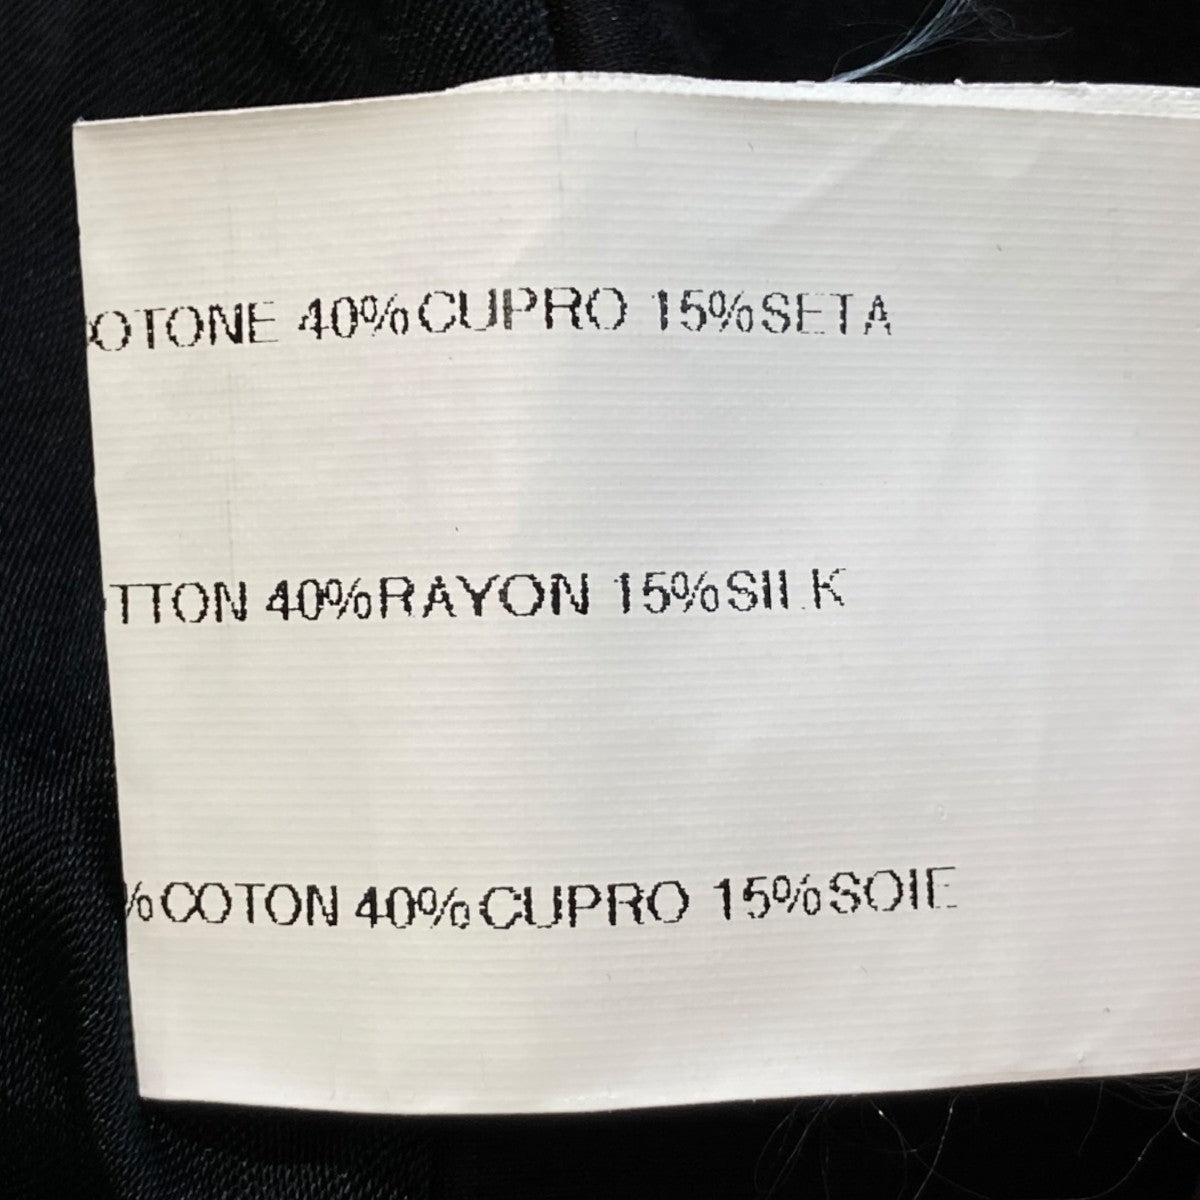 OTONE 40%CUPRO 15%SETA
TTON 40%RAYON 15%SILK
%COTON 40%CUPRO 15%SOIE